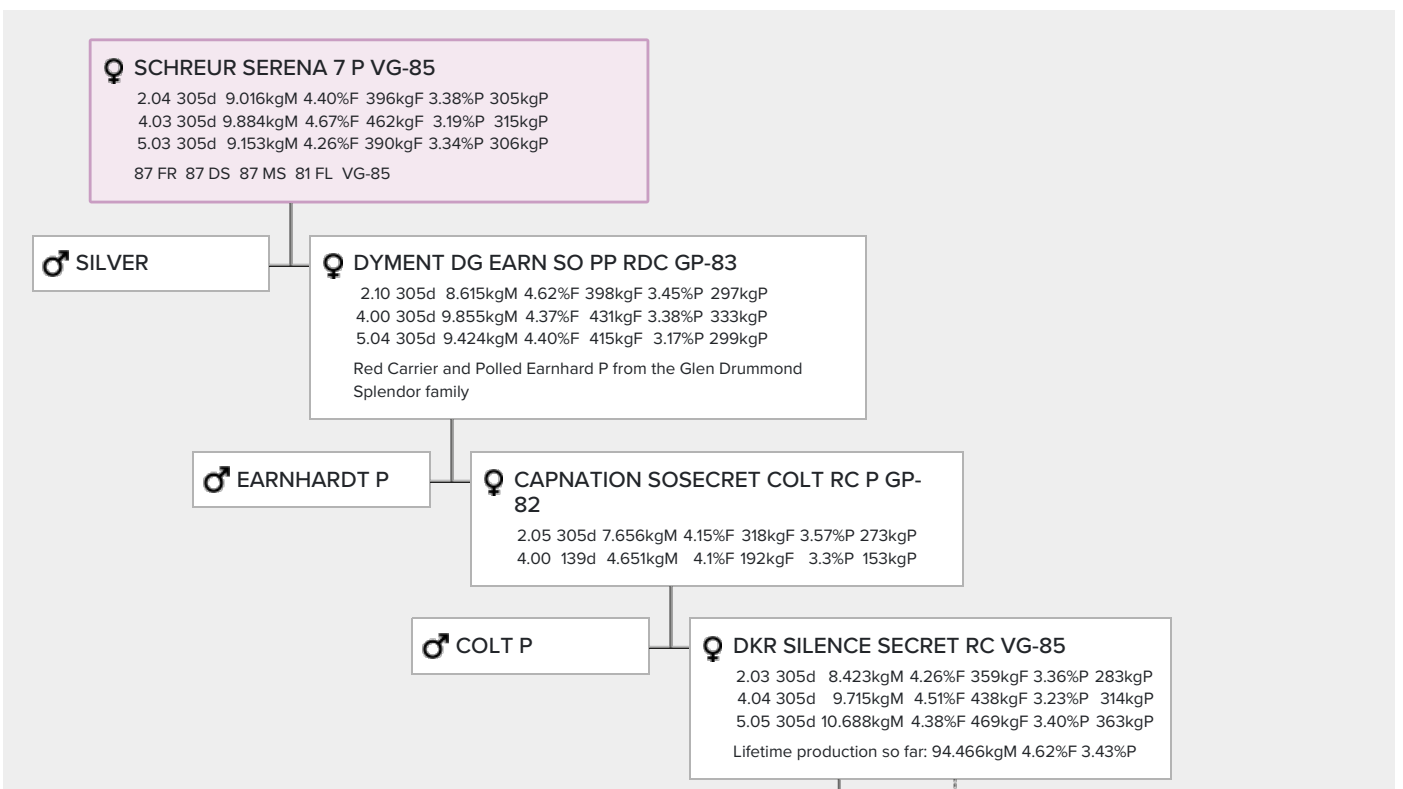 SCHREUR SERENA 7 P VG-85
2.04 305d 9.016kgM 4.40%F 396kgF 3.38%P 305kgP
4.03 305d 9.884kgM 4.67%F 462kgF 3.19%P 315kgP
5.03 305d 9.153kgM 4.26%F 390kgF 3.34%P 306kgP
87 FR 87 DS 87 MS 81 FL VG-85
SILVER
DYMENT DG EARN SO PP RDC GP-83
2.10 305d 8.615kgM 4.62%F 398kgF 3.45%P 297kgP
4.00 305d 9.855kgM 4.37%F 431kgF 3.38%P 333kgP
5.04 305d 9.424kgM 4.40%F 415kgF 3.17%P 299kgP
Red Carrier and Polled Earnhard P from the Glen Drummond
Splendor family
EARNHARDT P
CAPNATION SOSECRET COLT RC P GP-
82
2.05 305d 7.656kgM 4.15%F 318kgF 3.57%P 273kgP
4.00 139d 4.651kgM 4.1%F 192kgF 3.3%P 153kgP
COLT P
DKR SILENCE SECRET RC VG-85
2.03 305d 8.423kgM 4.26%F 359kgF 3.36%P 283kgP
4.04 305d 9.715kgM 4.51%F 438kgF 3.23%P 314kgP
5.05 305d 10.688kgM 4.38%F 469kgF 3.40%P 363kgP
Lifetime production so far: 94.466kgM 4.62%F 3.43%P